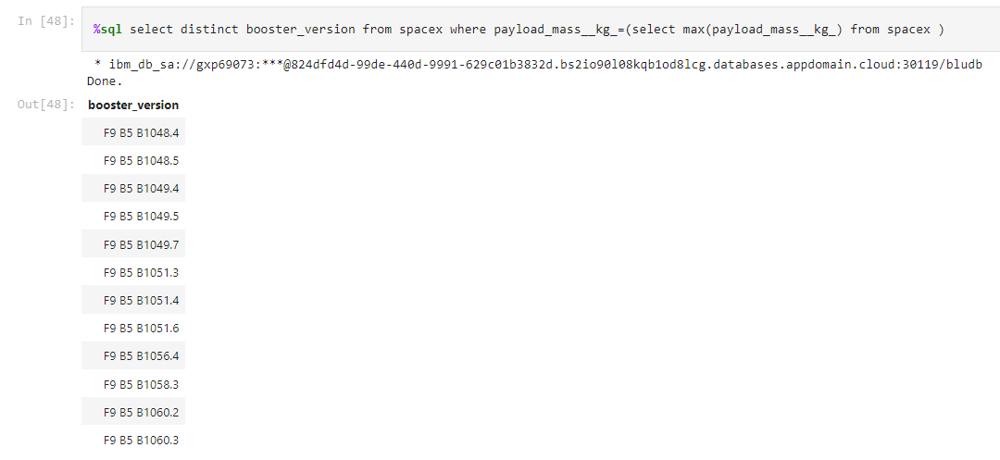 In [48]:
%sql select distinct booster_version from spacex where payload_mass__kg_=(select max(payload_mass__kg_) from spacex )
* ibm_db_sa://gxp69073:***@824dfd4d-99de-440d-9991-629c01b3832d.bs2io90l08kqb1od8lcg.databases.appdomain.cloud:30119/bludb
Done.
Out[48]:
booster_version
F9 B5 B1048.4
F9 B5 B1048.5
F9 B5 B1049.4
F9 B5 B1049.5
F9 B5 B1049.7
F9 B5 B1051.3
F9 B5 B1051.4
F9 B5 B1051.6
F9 B5 B1056.4
F9 B5 B1058.3
F9 B5 B1060.2
F9 B5 B1060.3